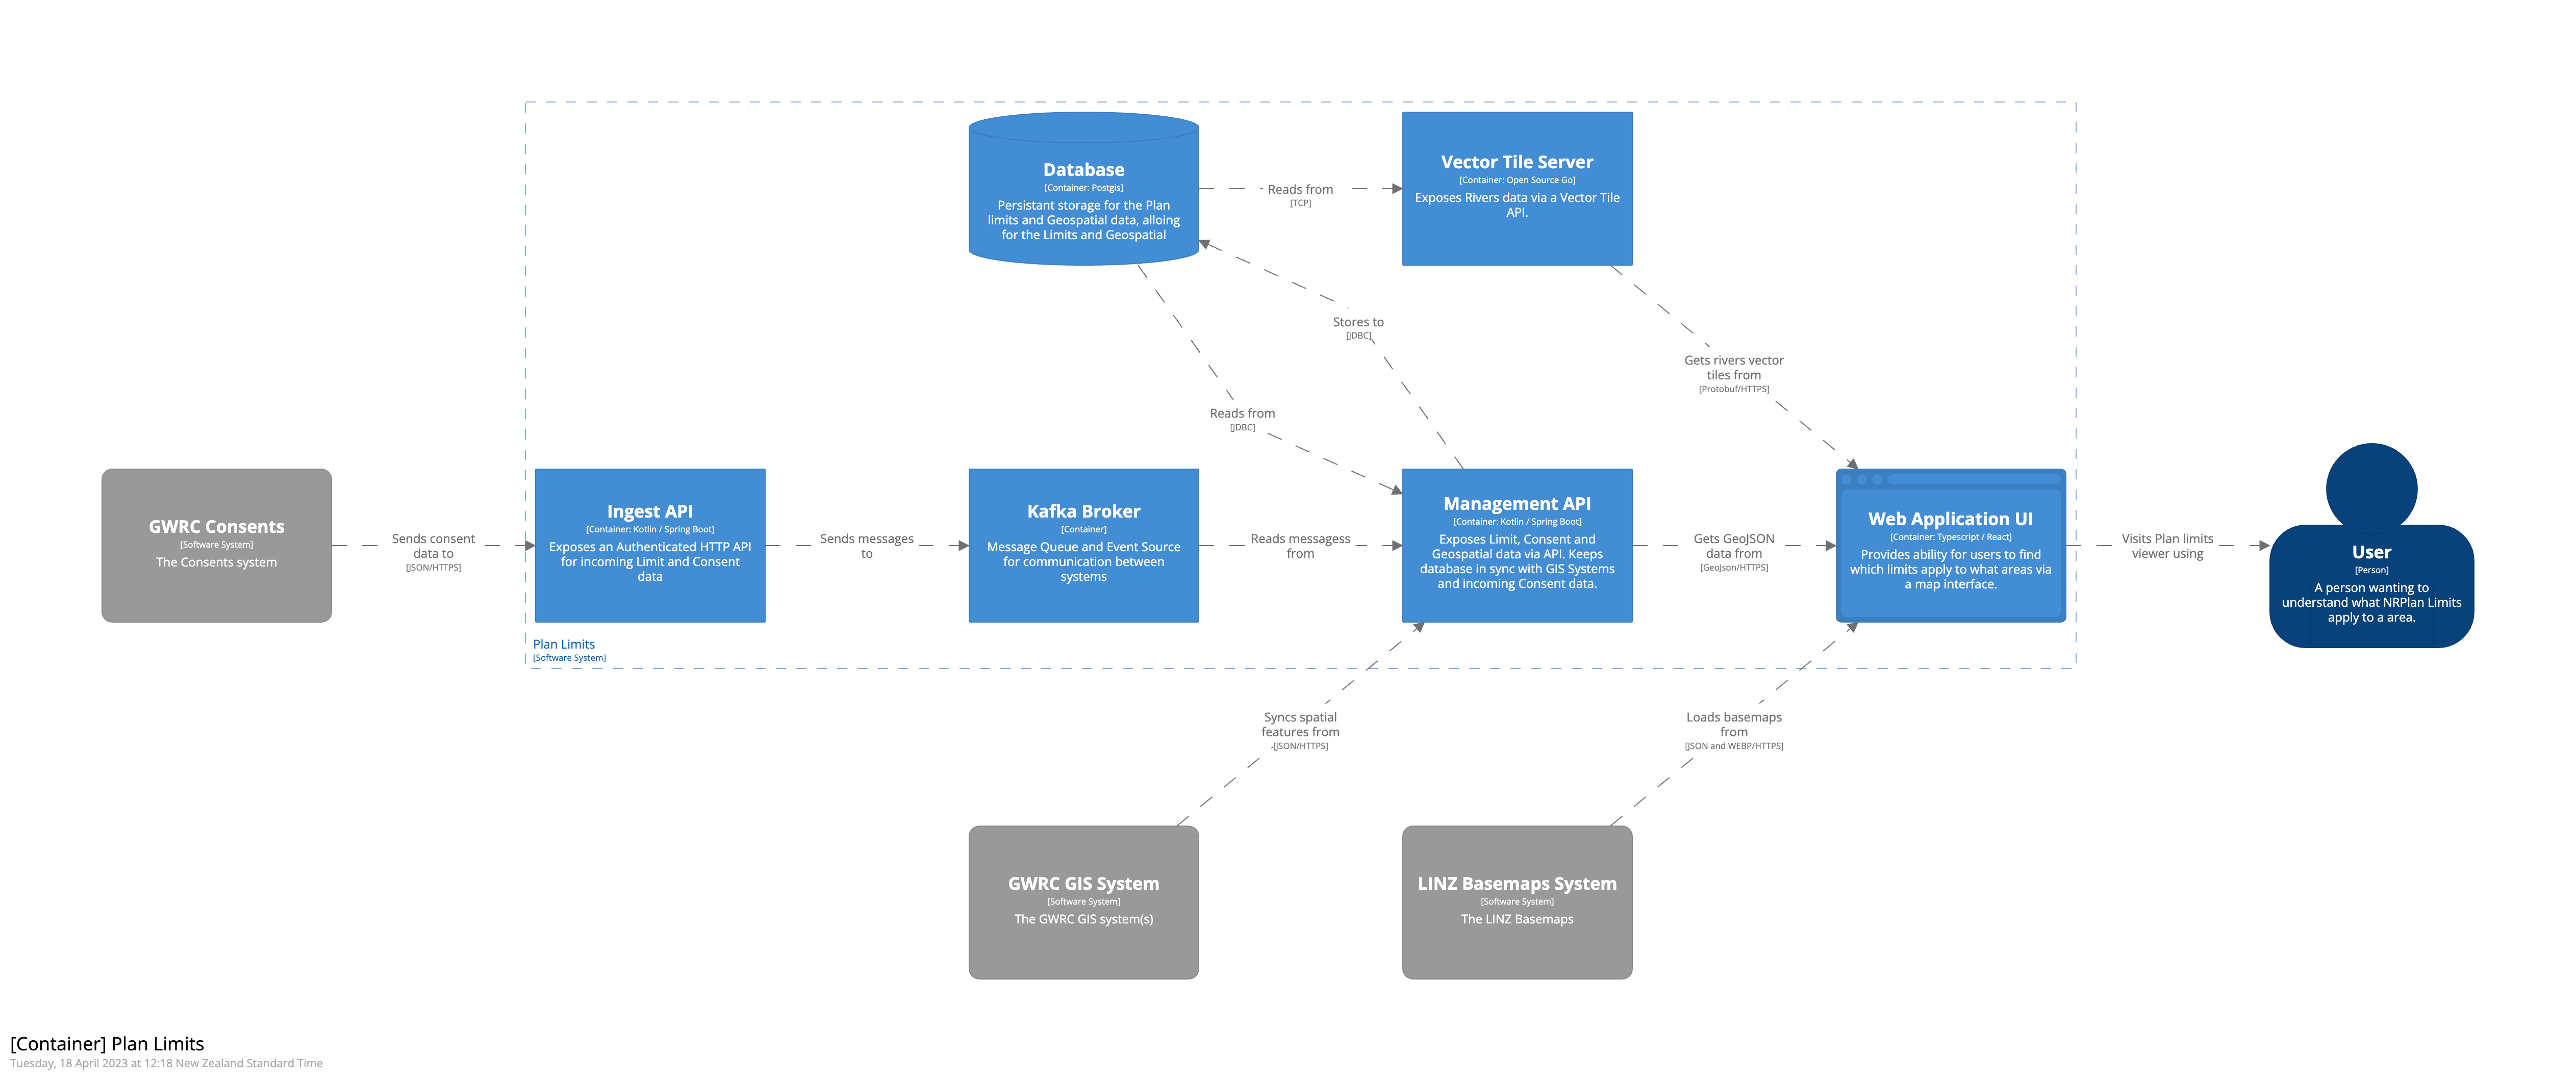 Database
[Container: Postgis]
Persistant storage for the Plan
limits and Geospatial data, alloing
for the Limits and Geospatial
Reads from
[TCP]
Vector Tile Server
[Container: Open Source Go]
Exposes Rivers data via a Vector Tile
API.
Stores to
[JDBC]
Gets rivers vector
tiles from
[Protobuf/HTTPS]
Reads from
[JDBC]
GWRC Consents
[Software System]
The Consents system
Sends consent
data to
[JSON/HTTPS]
Ingest API
[Container: Kotlin / Spring Boot]
Exposes an Authenticated HTTP API
for incoming Limit and Consent
data
Sends messages
to
Kafka Broker
[Container]
Message Queue and Event Source
for communication between
systems
Reads messagess
from
Management API
[Container: Kotlin / Spring Boot]
Exposes Limit, Consent and
Geospatial data via API. Keeps
database in sync with GIS Systems
and incoming Consent data.
Gets GeoJSON
data from
[GeoJson/HTTPS]
Web Application UI
[Container: Typescript / React]
Provides ability for users to find
which limits apply to what areas via
a map interface.
Visits Plan limits
viewer using
User
[Person]
A person wanting to
understand what NRPlan Limits
apply to a area.
Plan Limits
[Software System]
Syncs spatial
features from
[JSON/HTTPS]
Loads basemaps
from
[JSON and WEBP/HTTPS]
GWRC GIS System
[Software System]
The GWRC GIS system(s)
LINZ Basemaps System
[Software System]
The LINZ Basemaps
[Container] Plan Limits
Tuesday, 18 April 2023 at 12:18 New Zealand Standard Time